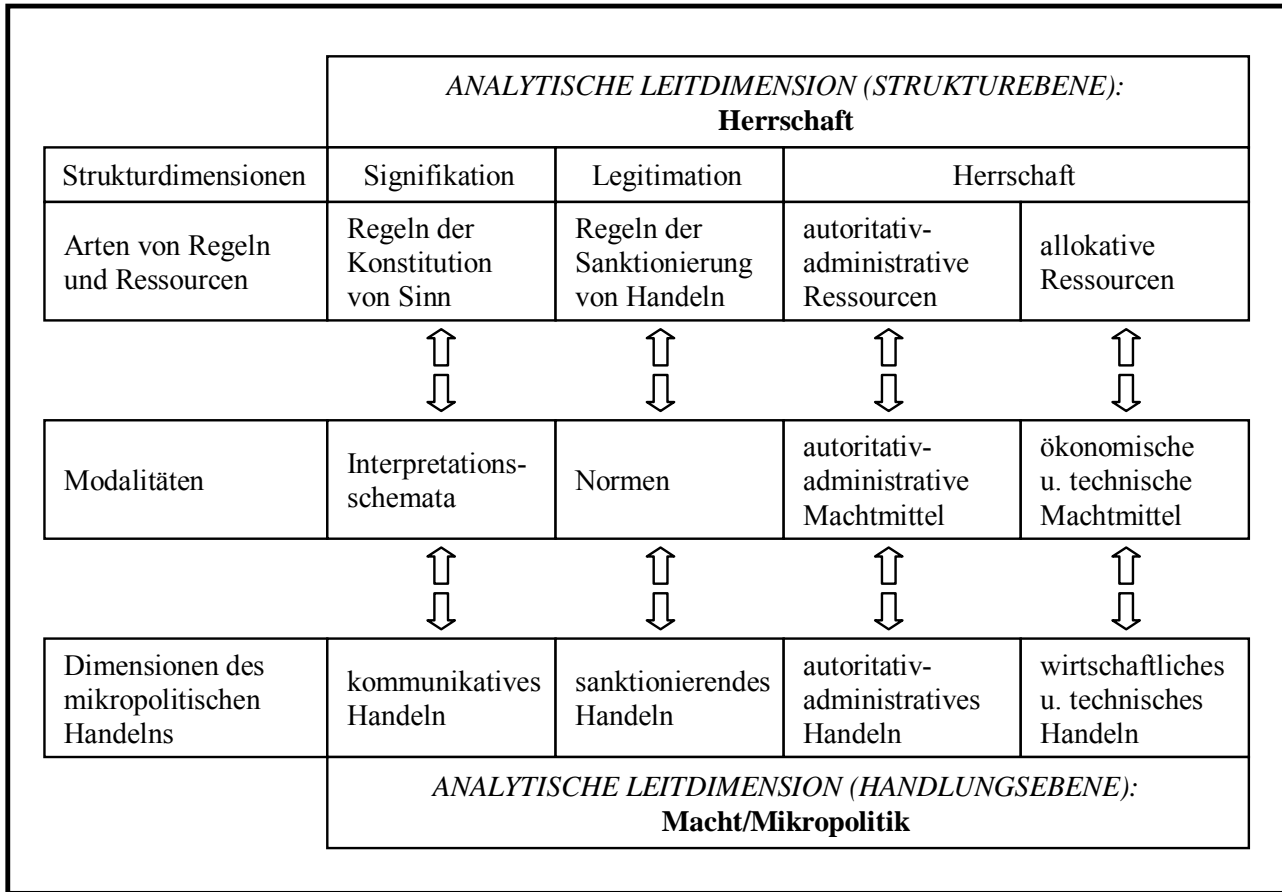 ANALYTISCHE LEITDIMENSION (STRUKTUREBENE):
Herrschaft
Strukturdimensionen
Signifikation
Legitimation
Herrschaft
Arten von Regeln
und Ressourcen
Regeln der
Konstitution
von Sinn
Regeln der
Sanktionierung
von Handeln
autoritativ-
administrative
Ressourcen
allokative
Ressourcen
Modalitäten
Interpretations-
schemata
Normen
autoritativ-
administrative
Machtmittel
ökonomische
u. technische
Machtmittel
Dimensionen des
mikropolitischen
Handelns
kommunikatives
Handeln
sanktionierendes
Handeln
autoritativ-
administratives
Handeln
wirtschaftliches
u. technisches
Handeln
ANALYTISCHE LEITDIMENSION (HANDLUNGSEBENE):
Macht/Mikropolitik